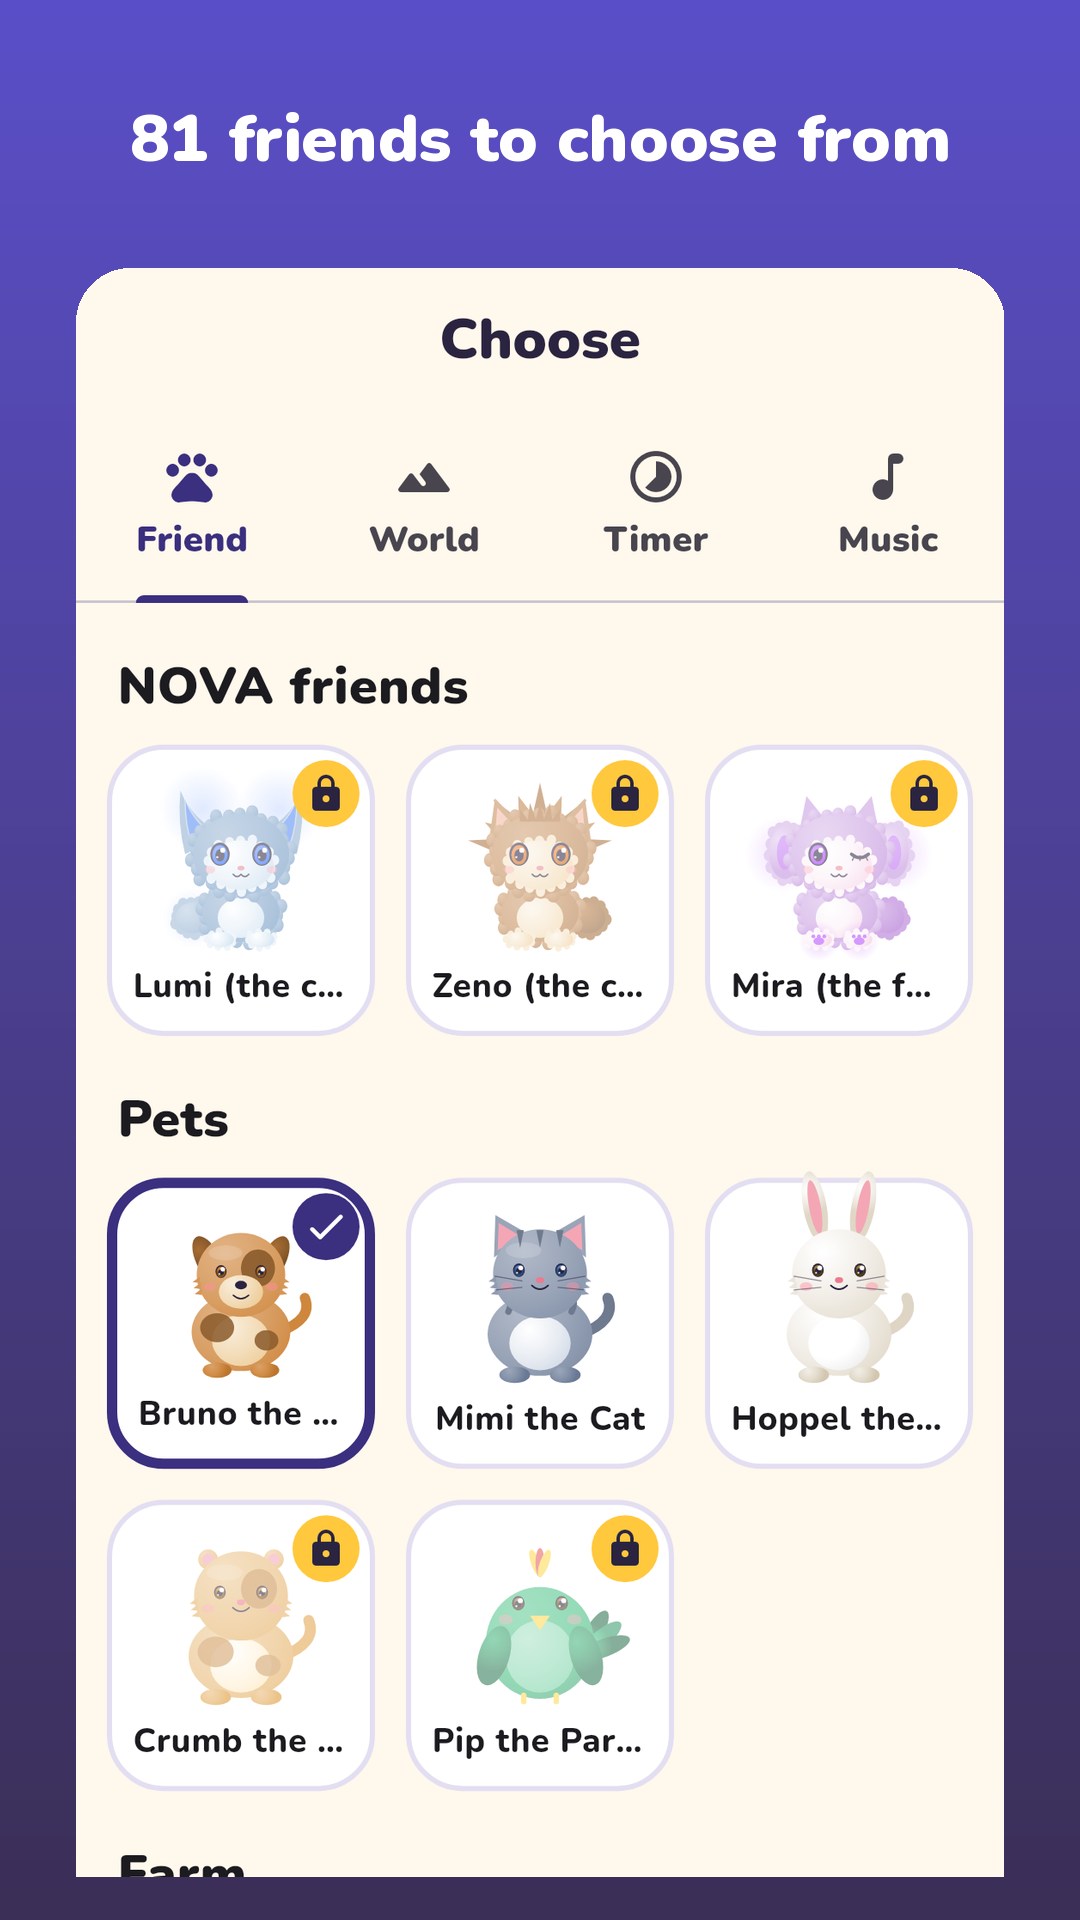 81 friends to choose from
Choose
Friend World Timer Music
NOVA friends
Lumi (the c... Zeno (the c... Mira (the f...
Pets
Bruno the ... Mimi the Cat Hoppel the...
Crumb the ... Pip the Par...
Farm